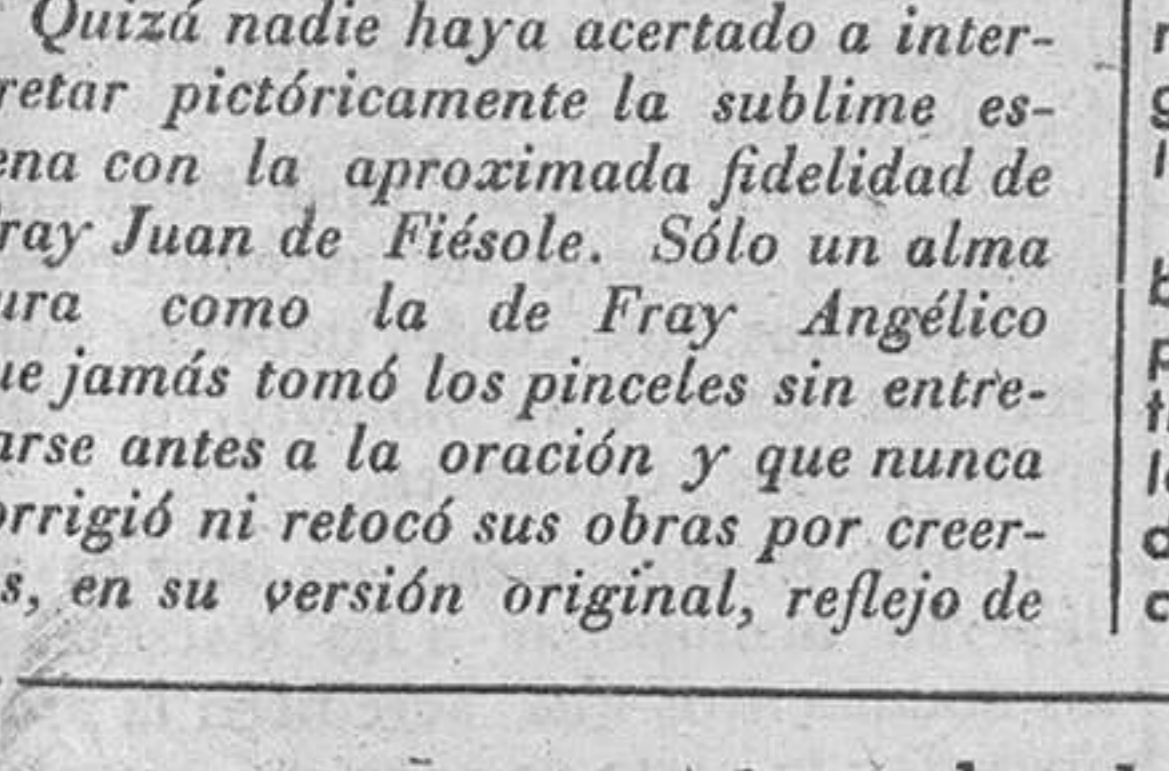 Quizá nadie haya acertado a inter-
retar pictóricamente la sublime es-
ena con la aproximada fidelidad de
ray Juan de Fiésole. Sólo un alma
ura como la de Fray Angélico
ue jamás tomó los pinceles sin entre-
arse antes a la oración y que nunca
orrigió ni retocó sus obras por creer-
s, en su versión original, reflejo de